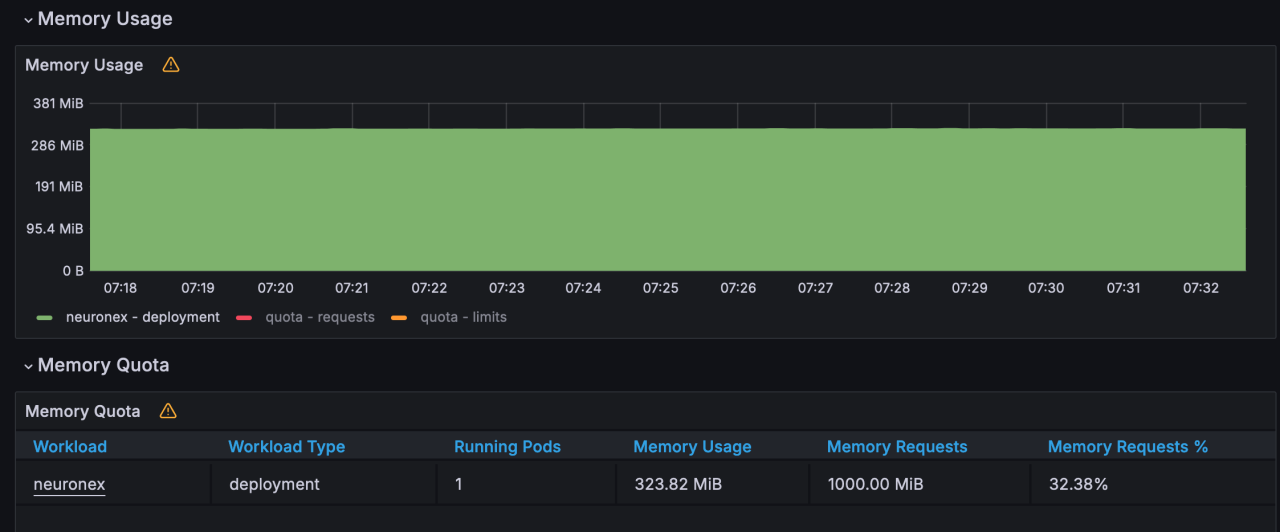 Memory Usage
Memory Usage
381 MiB
286 MiB
191 MiB
95.4 MiB
0 B
07:18 07:19 07:20 07:21 07:22 07:23 07:24 07:25 07:26 07:27 07:28 07:29 07:30 07:31 07:32
neuronex - deployment quota - requests quota - limits
Memory Quota
Memory Quota
Workload Workload Type Running Pods Memory Usage Memory Requests Memory Requests %
neuronex deployment 1 323.82 MiB 1000.00 MiB 32.38%